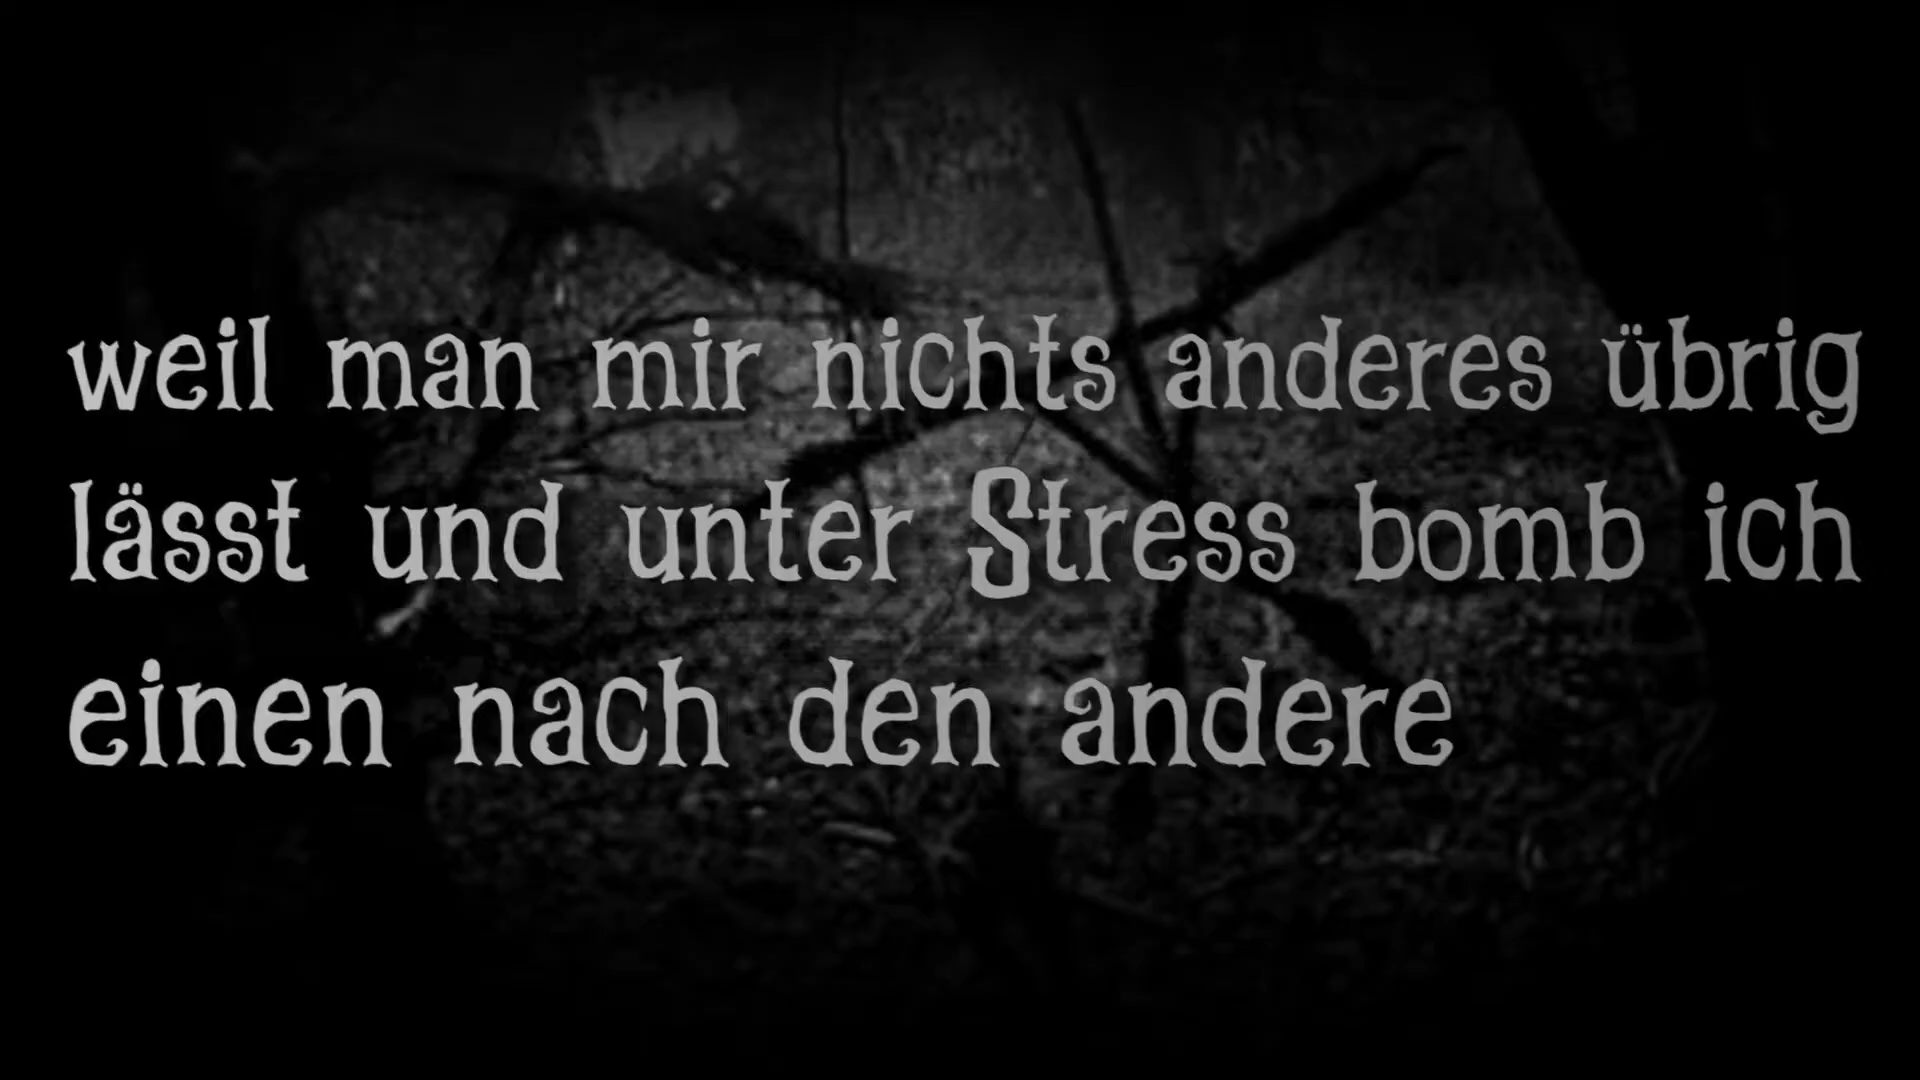 weil man mir nichts anderes übrig
lässt und unter Stress bomb ich
einen nach den andere